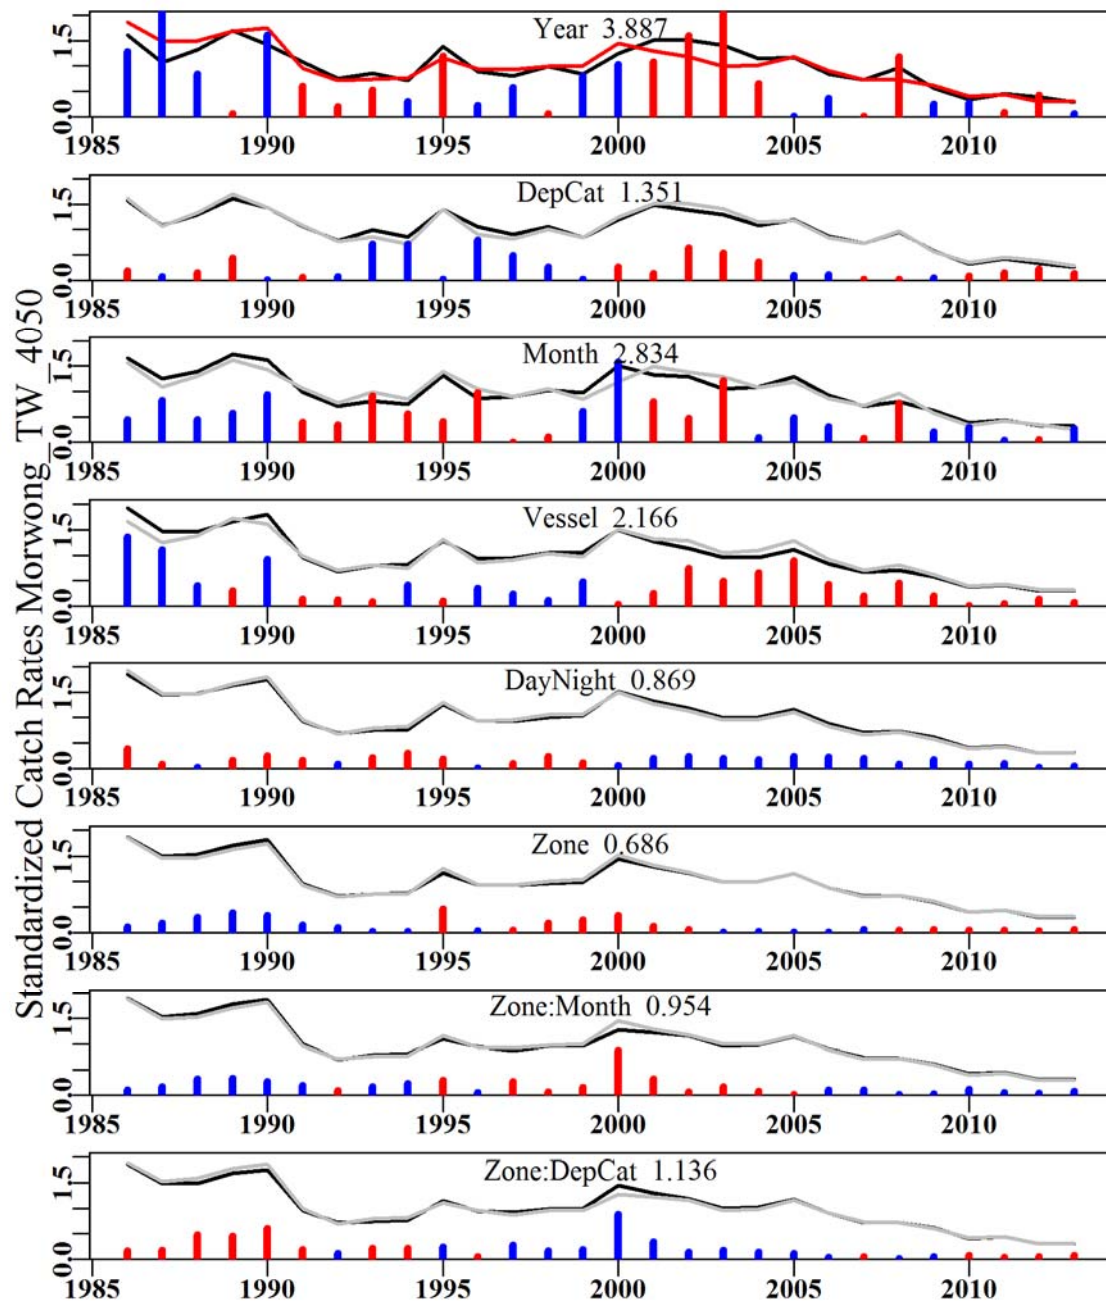 Standardized Catch Rates Morwong_TW_4050
Year 3.887
0.0 1.5
1985 1990 1995 2000 2005 2010
DepCat 1.351
0.0 1.5
1985 1990 1995 2000 2005 2010
Month 2.834
0.0 1.5
1985 1990 1995 2000 2005 2010
Vessel 2.166
0.0 1.5
1985 1990 1995 2000 2005 2010
DayNight 0.869
0.0 1.5
1985 1990 1995 2000 2005 2010
Zone 0.686
0.0 1.5
1985 1990 1995 2000 2005 2010
Zone:Month 0.954
0.0 1.5
1985 1990 1995 2000 2005 2010
Zone:DepCat 1.136
0.0 1.5
1985 1990 1995 2000 2005 2010